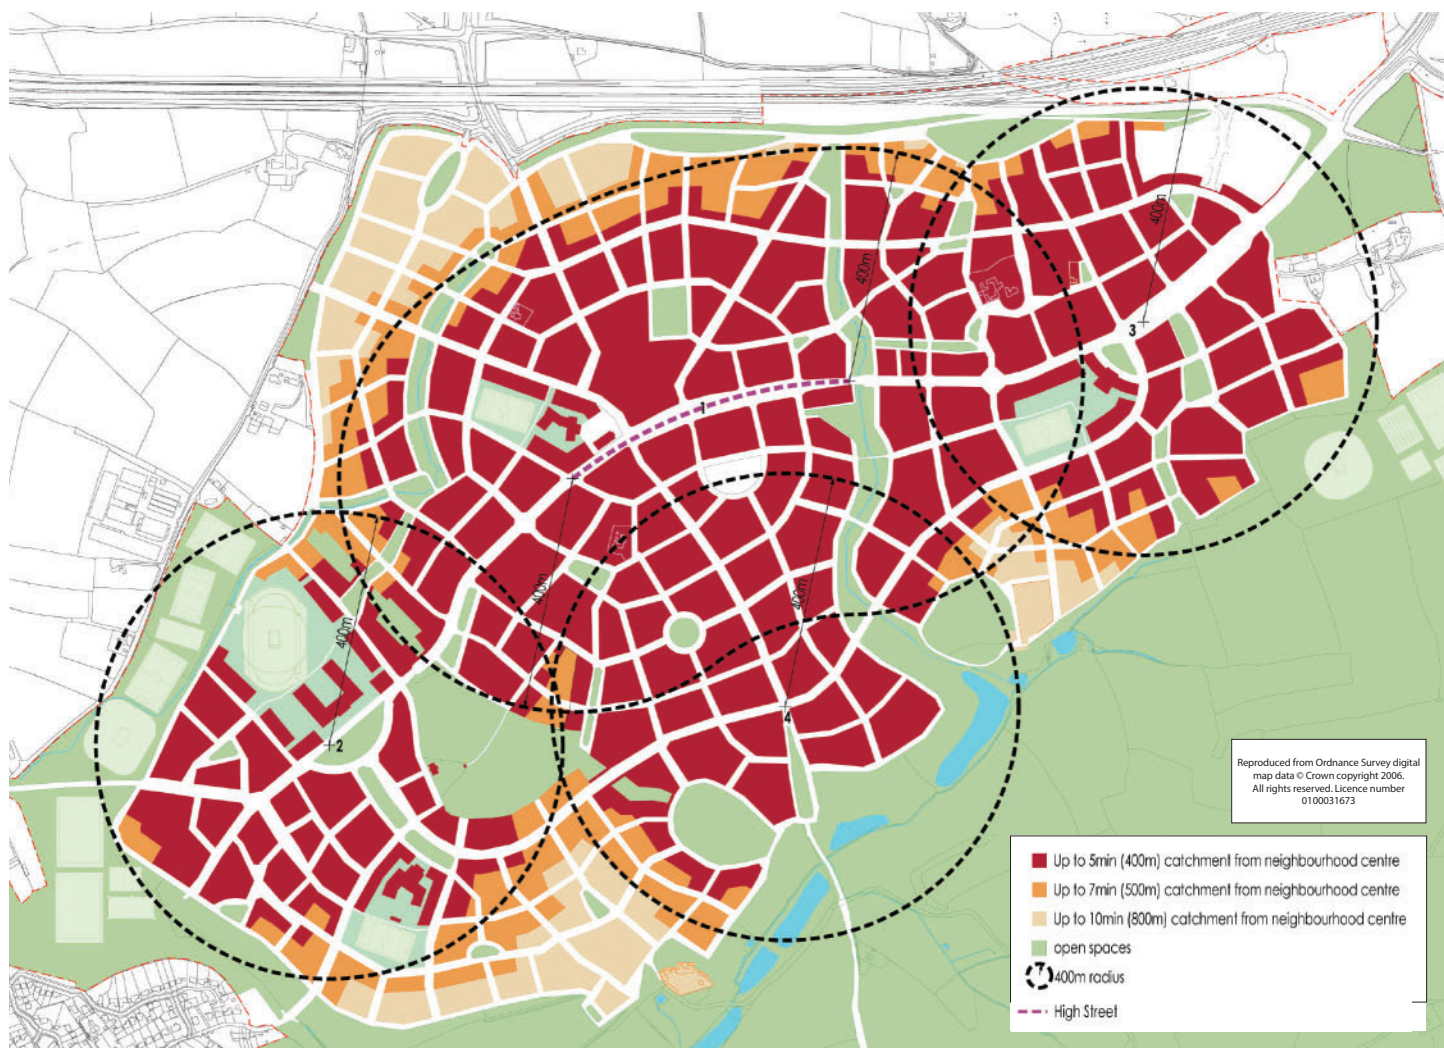 400m
3
400m
1
400m
400m
400m
2
4
Reproduced from Ordnance Survey digital
map data © Crown copyright 2006.
All rights reserved. Licence number
0100031673
Up to 5min (400m) catchment from neighbourhood centre
Up to 7min (500m) catchment from neighbourhood centre
Up to 10min (800m) catchment from neighbourhood centre
open spaces
400m radius
High Street